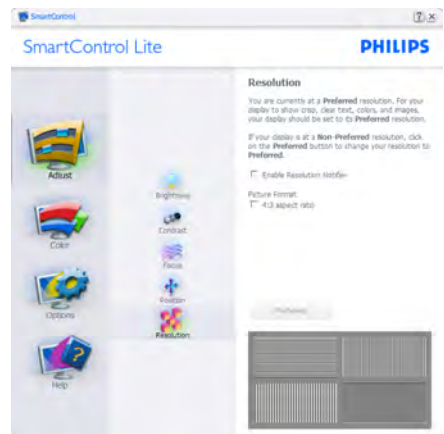 SmartControl
SmartControl Lite
PHILIPS
Resolution
You are currently at a Preferred resolution. For your
display to show crisp, clear text, colors, and images,
your display should be set to its Preferred resolution.
If your display is at a Non-Preferred resolution, click
on the Preferred button to change your resolution to
Preferred.
Enable Resolution Notifier
Picture Format
4:3 aspect ratio
Preferred
Adjust
Color
Options
Help
Brightness
Contrast
Focus
Position
Resolution